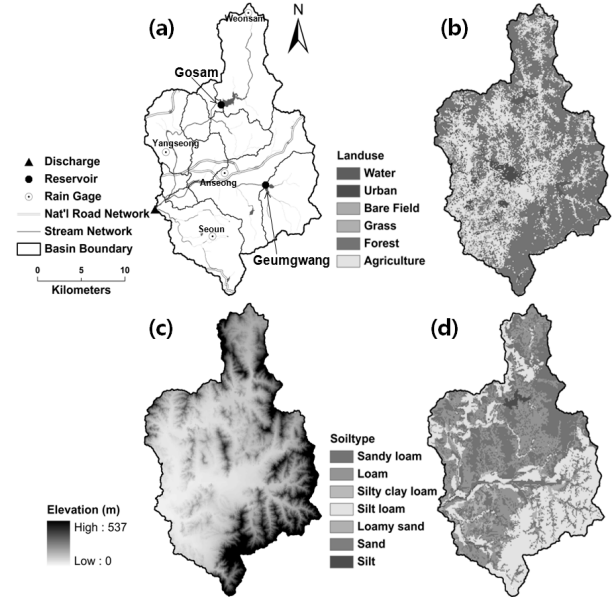 (a)
N
(b)
Weonsam
Gosam
Yangseong
Anseong
Seoun
Geumgwang
Discharge
Reservoir
Rain Gage
Nat'l Road Network
Stream Network
Basin Boundary
0 5 10
Kilometers
Landuse
Water
Urban
Bare Field
Grass
Forest
Agriculture
(c)
(d)
Elevation (m)
High : 537
Low : 0
Soiltype
Sandy loam
Loam
Silty clay loam
Silt loam
Loamy sand
Sand
Silt